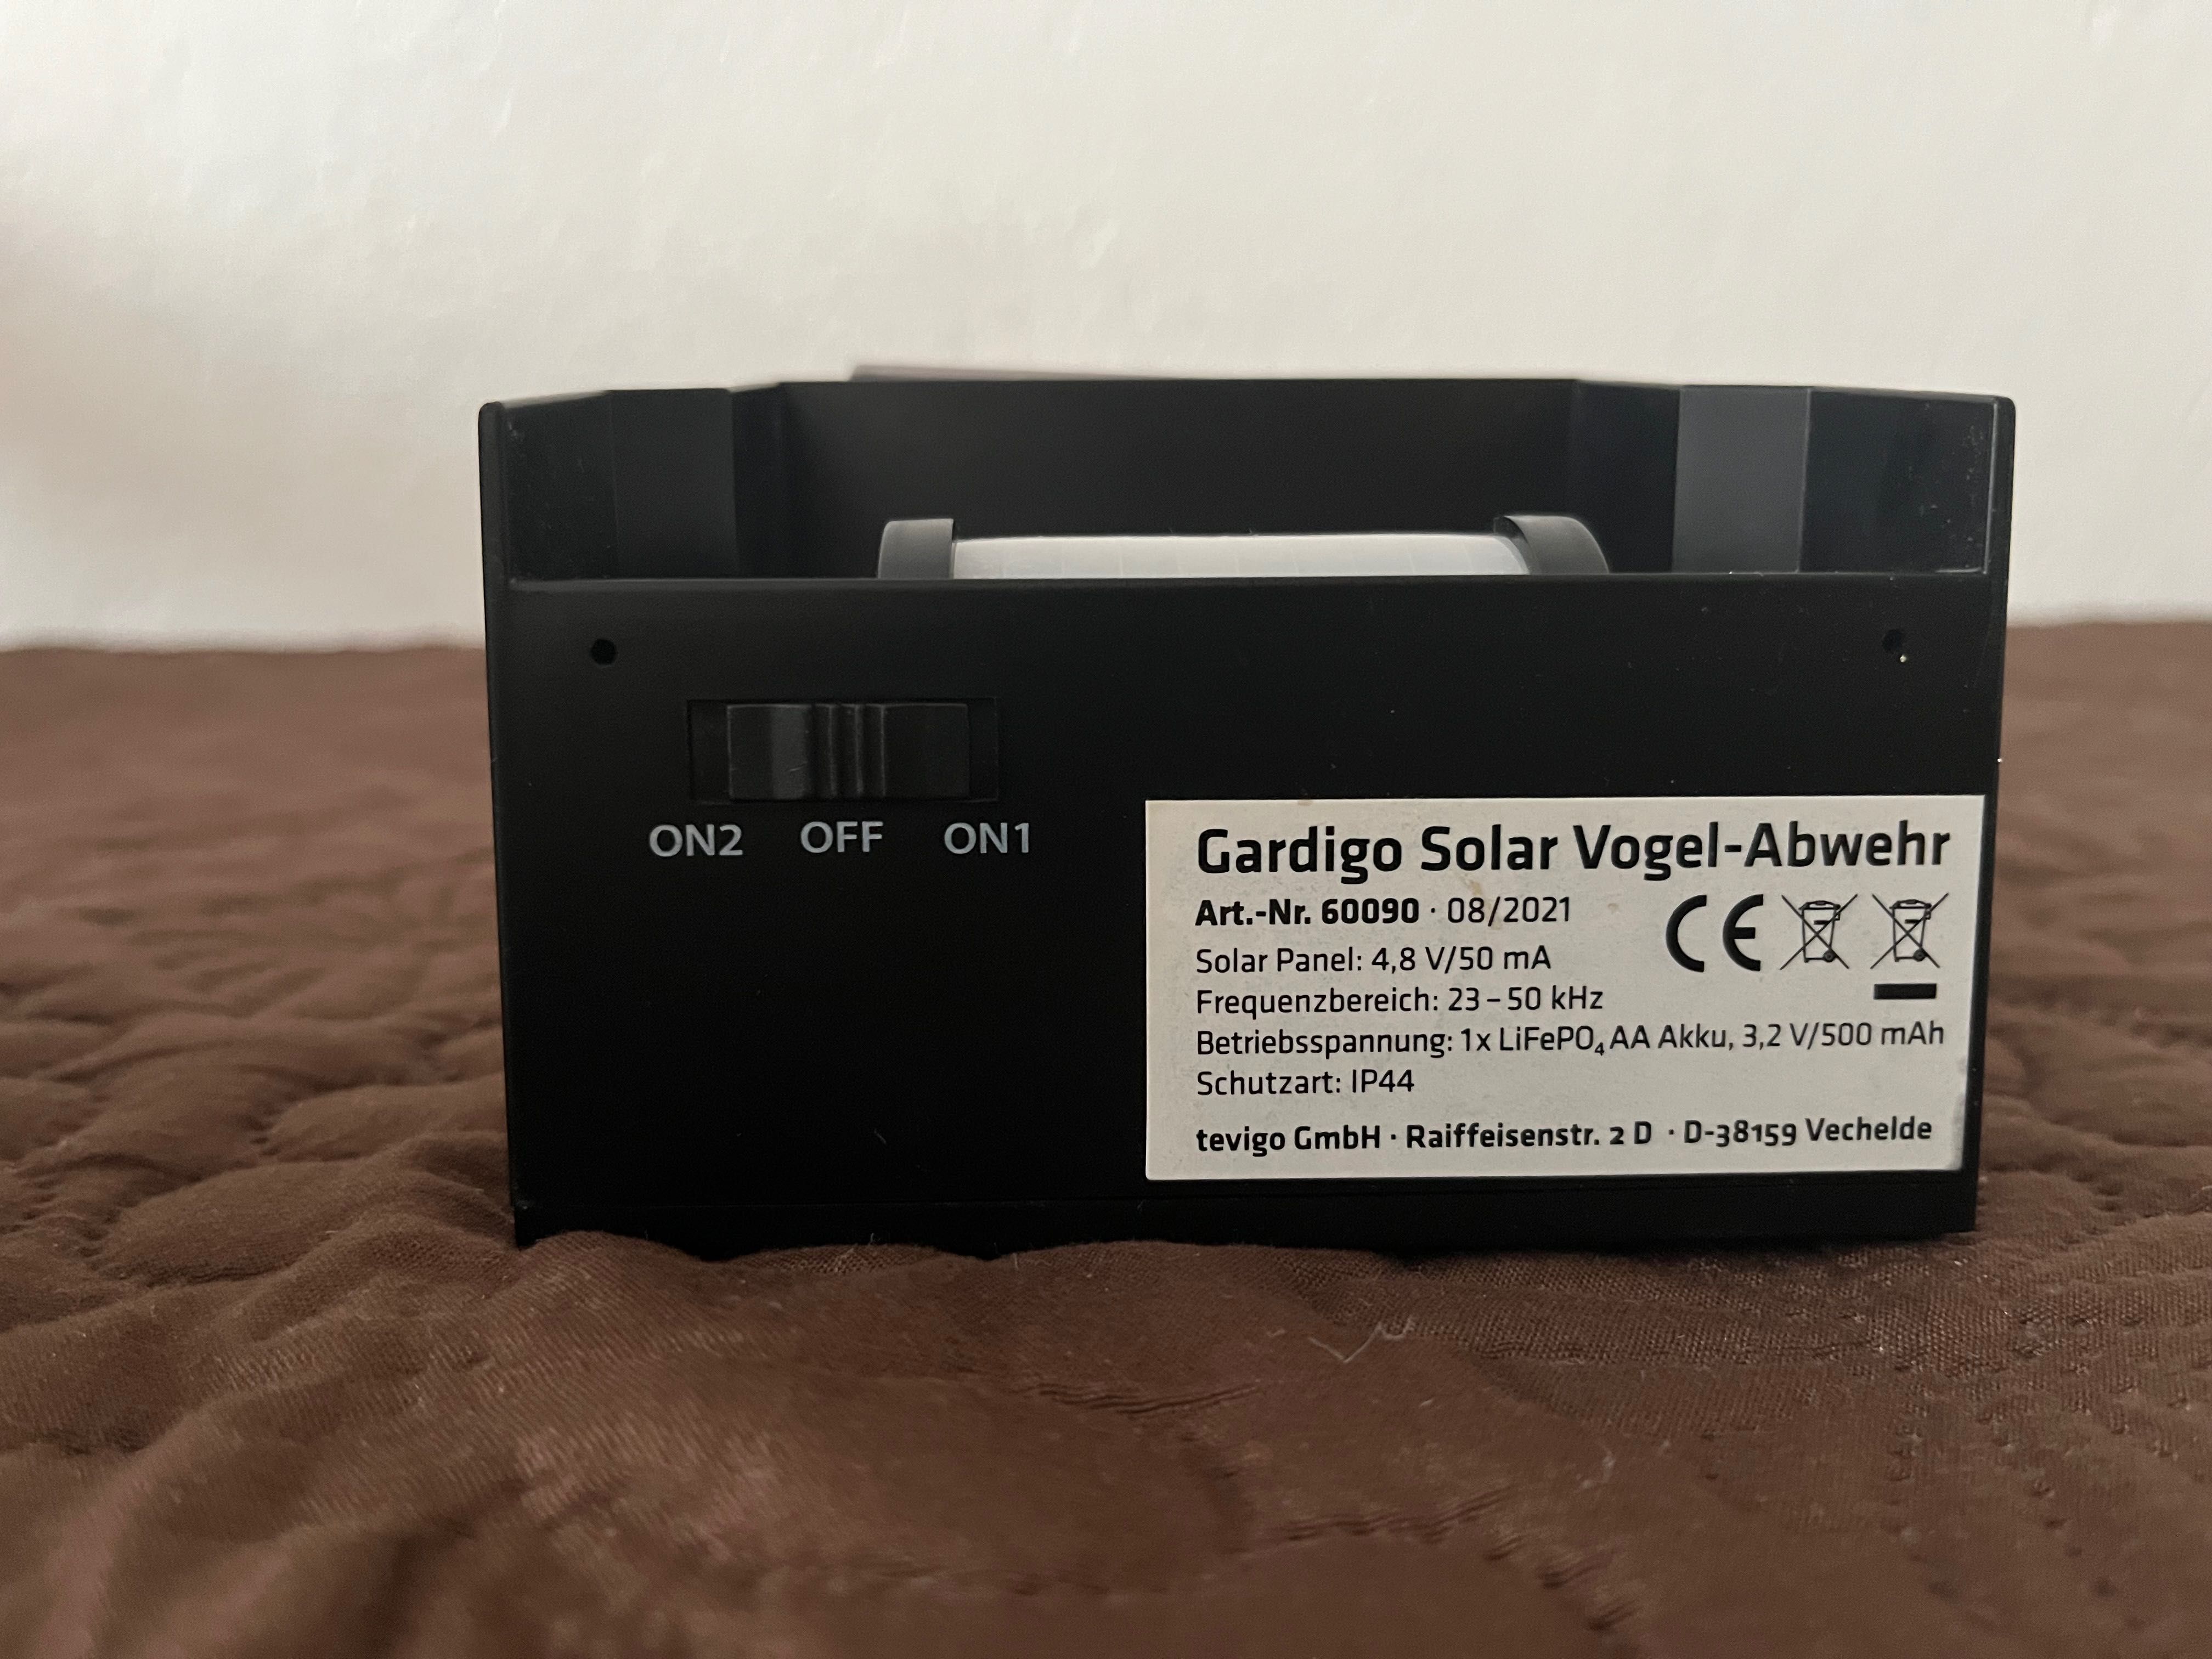 ON2 OFF ON1
Gardigo Solar Vogel-Abwehr
Art.-Nr. 60090 · 08/2021
CE
Solar Panel: 4,8 V/50 mA
Frequenzbereich: 23 – 50 kHz
Betriebsspannung: 1x LiFePO₄ AA Akku, 3,2 V/500 mAh
Schutzart: IP44
tevigo GmbH · Raiffeisenstr. 2 D · D-38159 Vechelde